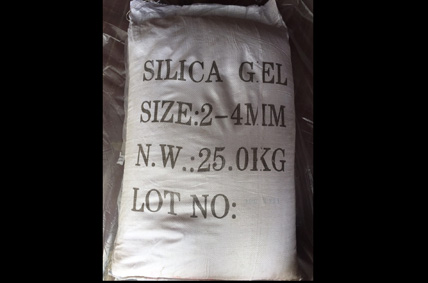 SILICA GEL
SIZE:2-4MM
N.W.:25.0KG
LOT NO: